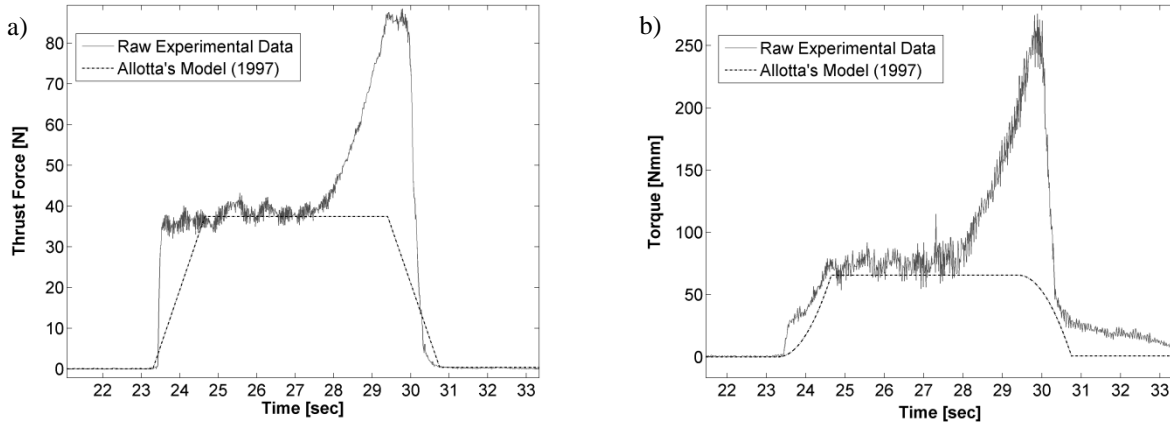 a)
Raw Experimental Data
Allotta's Model (1997)
Thrust Force [N]
80
70
60
50
40
30
20
10
0
22 23 24 25 26 27 28 29 30 31 32 33
Time [sec]
b)
Raw Experimental Data
Allotta's Model (1997)
Torque [Nmm]
250
200
150
100
50
0
22 23 24 25 26 27 28 29 30 31 32 33
Time [sec]